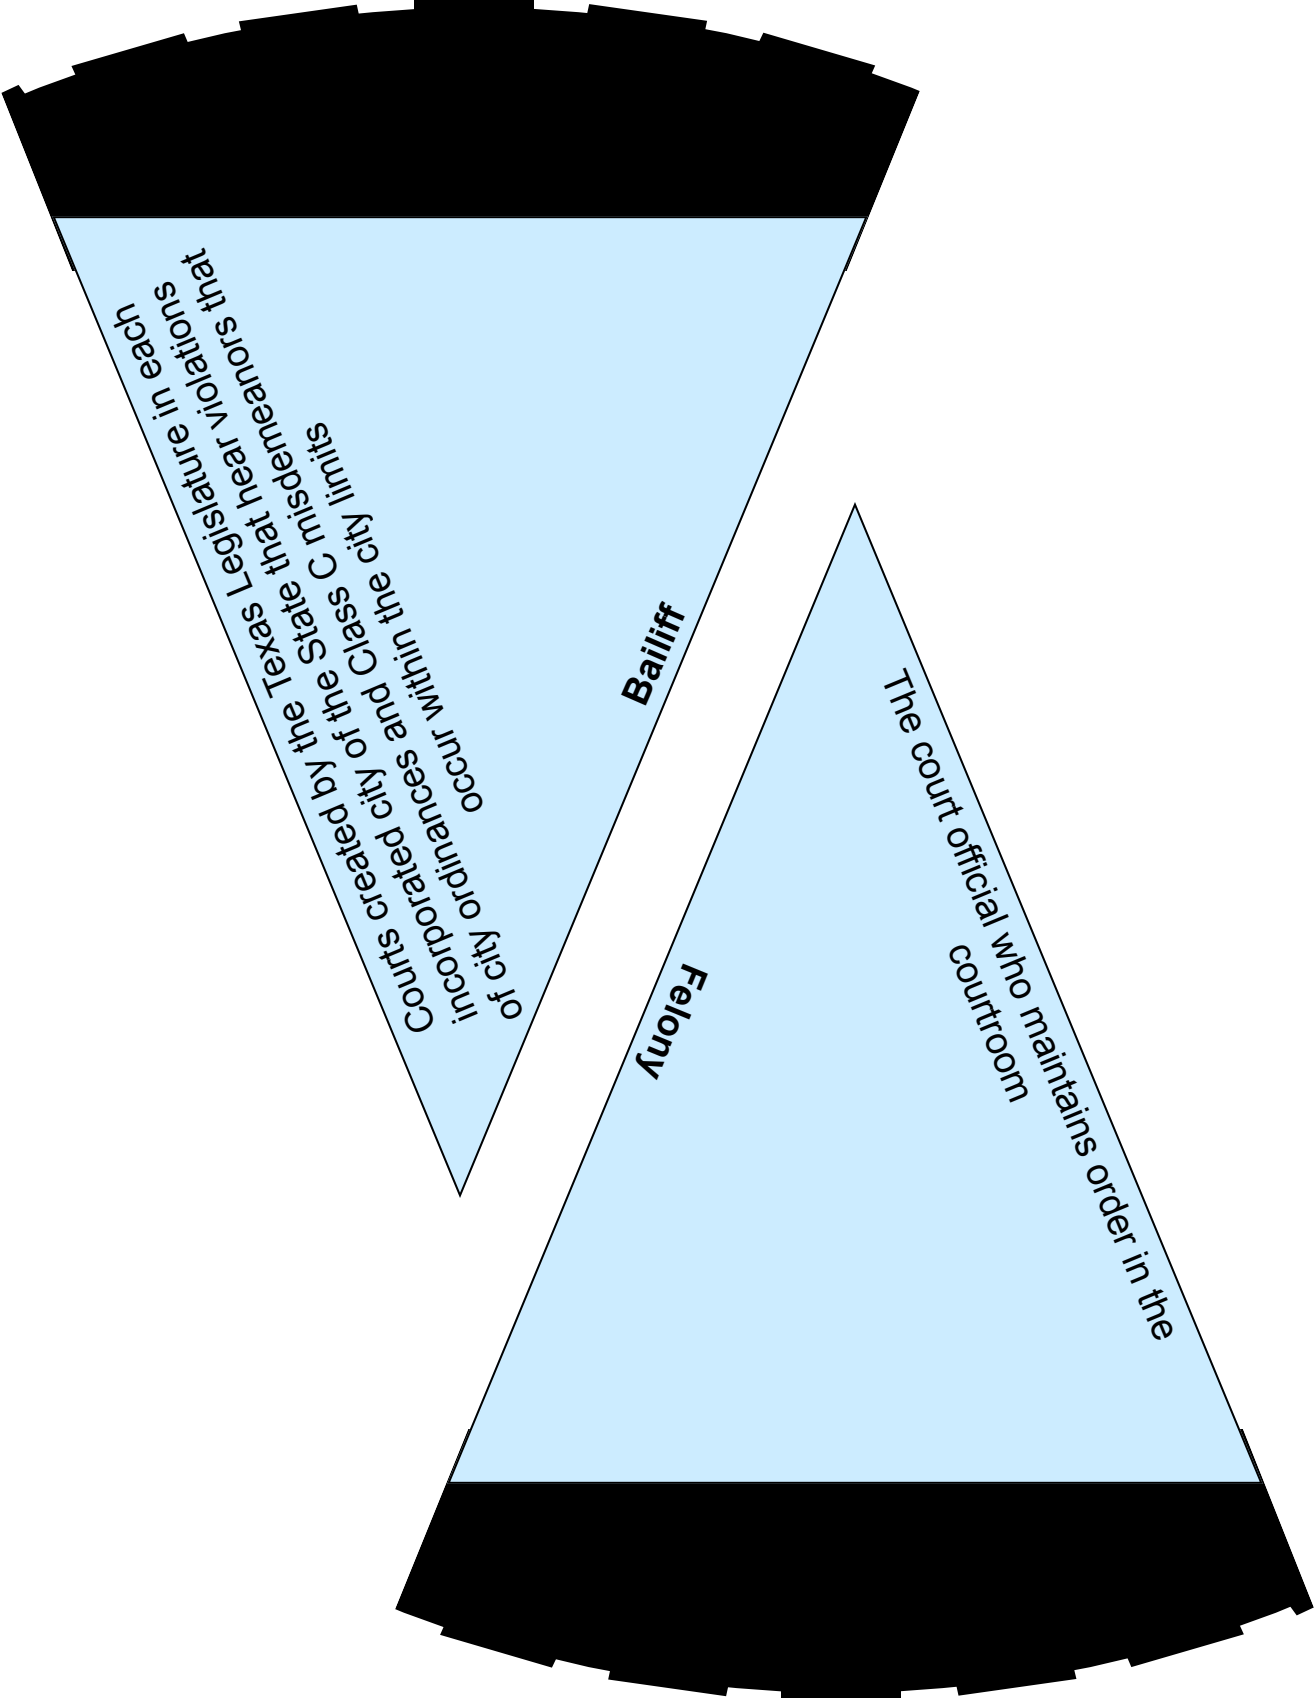 Courts created by the Texas Legislature in each
incorporated city of the State that hear violations
of city ordinances and Class C misdemeanors that
occur within the city limits
Bailiff
The court official who maintains order in the
courtroom
Felony